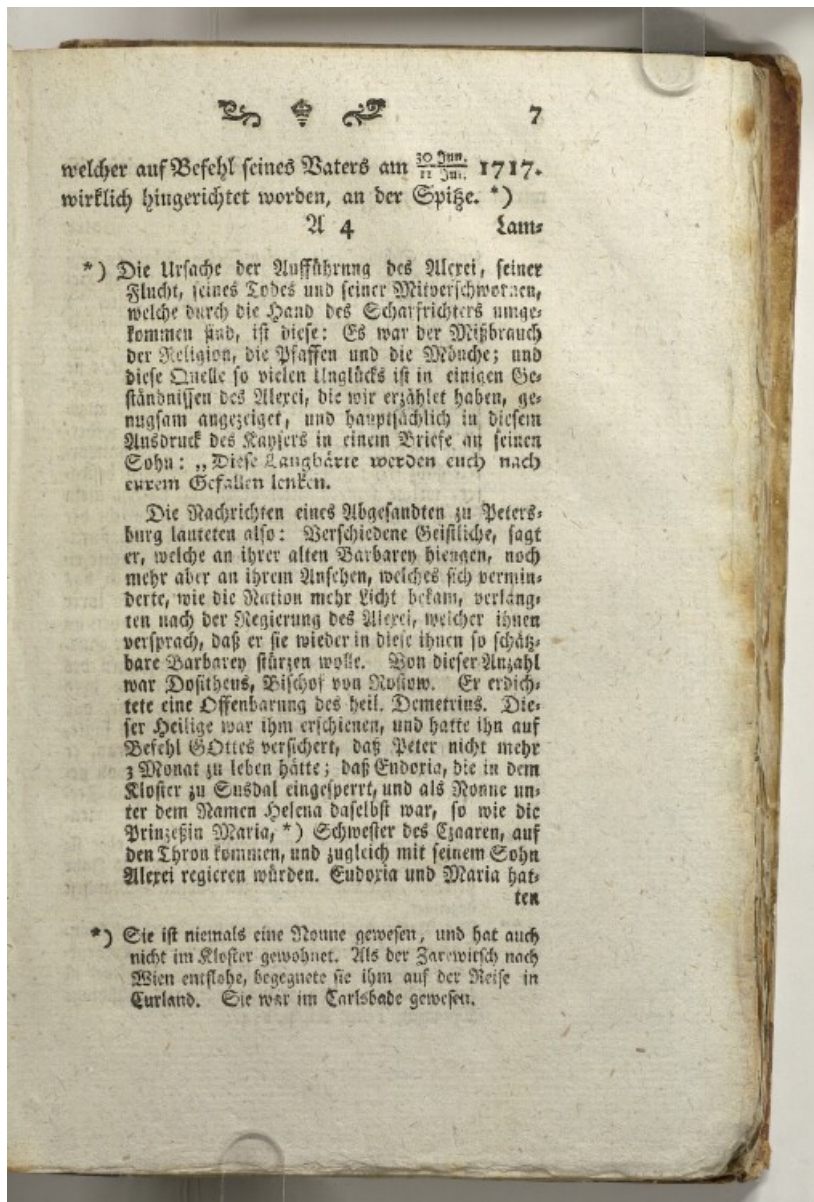 7
welcher auf Befehl seines Vaters am 30 Jun. / 11 Jul. 1717.
wirklich hingerichtet worden, an der Spitze. *)
A 4 Lam⸗
*) Die Ursache der Aufführung des Alexei, seiner
Flucht, seines Todes und seiner Mitverschwornen,
welche durch die Hand des Scharfrichters umge⸗
kommen sind, ist diese: Es war der Mißbrauch
der Religion, die Pfaffen und die Mönche; und
diese Quelle so vielen Unglücks ist in einigen Ge⸗
ständnissen des Alexei, die wir erzählet haben, ge⸗
nugsam angezeiget, und hauptsächlich in diesem
Ausdruck des Kaysers in einem Briefe an seinen
Sohn: „Diese Langbärte werden euch nach
eurem Gefallen lenken.
Die Nachrichten eines Abgesandten zu Peters⸗
burg lauteten also: Verschiedene Geistliche, sagt
er, welche an ihrer alten Barbarey hiengen, noch
mehr aber an ihrem Ansehen, welches sich vermin⸗
derte, wie die Nation mehr Licht bekam, verlang⸗
ten nach der Regierung des Alexei, welcher ihnen
versprach, daß er sie wieder in diese ihnen so schätz⸗
bare Barbarey stürzen wolle. Von dieser Anzahl
war Dositheus, Bischof von Rostow. Er erdich⸗
tete eine Offenbarung des heil. Demetrius. Die⸗
ser Heilige war ihm erschienen, und hatte ihn auf
Befehl GOttes versichert, daß Peter nicht mehr
3 Monat zu leben hätte; daß Eudoxia, die in dem
Kloster zu Susdal eingesperrt, und als Nonne un⸗
ter dem Namen Helena daselbst war, so wie die
Prinzeßin Maria, *) Schwester des Czaaren, auf
den Thron kommen, und zugleich mit seinem Sohn
Alexei regieren würden. Eudoxia und Maria hat⸗
ten
*) Sie ist niemals eine Nonne gewesen, und hat auch
nicht im Kloster gewohnet. Als der Zarewitsch nach
Wien entflohe, begegnete sie ihm auf der Reise in
Curland. Sie war im Carlsbade gewesen.